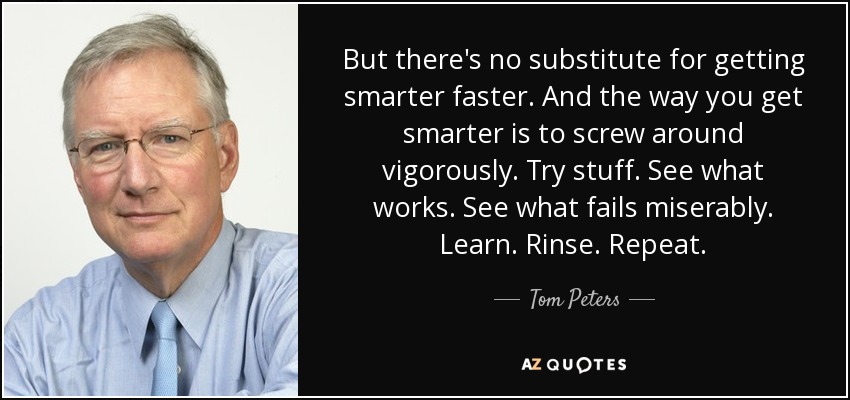 But there's no substitute for getting
smarter faster. And the way you get
smarter is to screw around
vigorously. Try stuff. See what
works. See what fails miserably.
Learn. Rinse. Repeat.
Tom Peters
AZ QUOTES